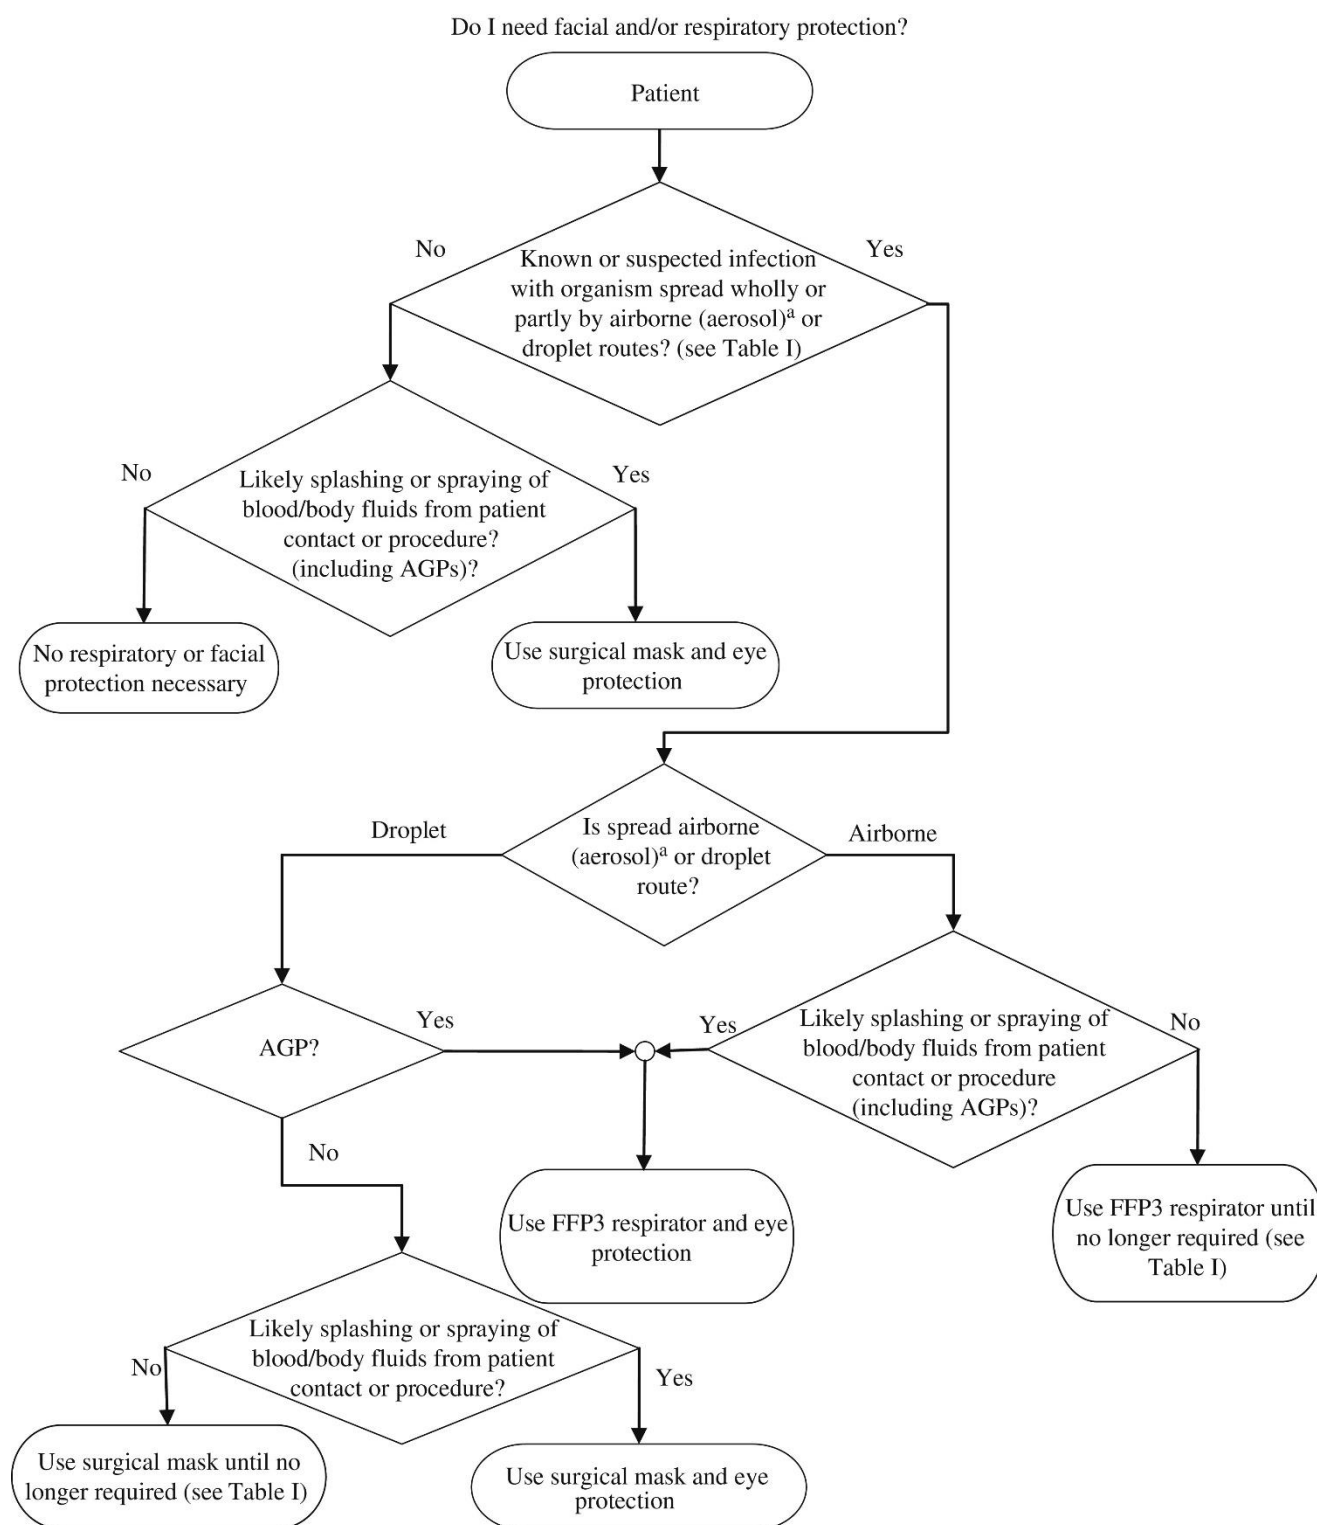 Do I need facial and/or respiratory protection?
Patient
No
Yes
Known or suspected infection
with organism spread wholly or
partly by airborne (aerosol)a or
droplet routes? (see Table I)
No
Yes
Likely splashing or spraying of
blood/body fluids from patient
contact or procedure?
(including AGPs)?
No respiratory or facial
protection necessary
Use surgical mask and eye
protection
Droplet
Airborne
Is spread airborne
(aerosol)a or droplet
route?
AGP?
Yes
Yes
No
Likely splashing or spraying of
blood/body fluids from patient
contact or procedure
(including AGPs)?
No
Use FFP3 respirator and eye
protection
Use FFP3 respirator until
no longer required (see
Table I)
Likely splashing or spraying of
blood/body fluids from patient
contact or procedure?
No
Yes
Use surgical mask until no
longer required (see Table I)
Use surgical mask and eye
protection